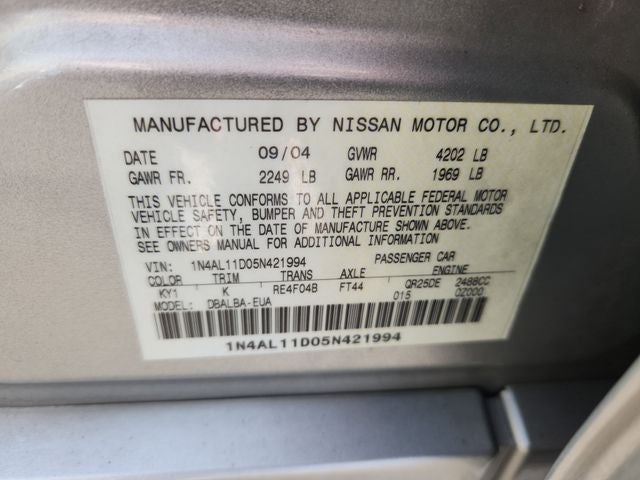 MANUFACTURED BY NISSAN MOTOR CO., LTD.
DATE 09/04 GVWR 4202 LB
GAWR FR. 2249 LB GAWR RR. 1969 LB
THIS VEHICLE CONFORMS TO ALL APPLICABLE FEDERAL MOTOR
VEHICLE SAFETY, BUMPER AND THEFT PREVENTION STANDARDS
IN EFFECT ON THE DATE OF MANUFACTURE SHOWN ABOVE.
SEE OWNERS MANUAL FOR ADDITIONAL INFORMATION
VIN: 1N4AL11D05N421994 PASSENGER CAR
COLOR TRIM TRANS AXLE ENGINE
KY1 K RE4F04B FT44 QR25DE 2488CC
MODEL: DBALBA-EUA 015 0Z000
1N4AL11D05N421994